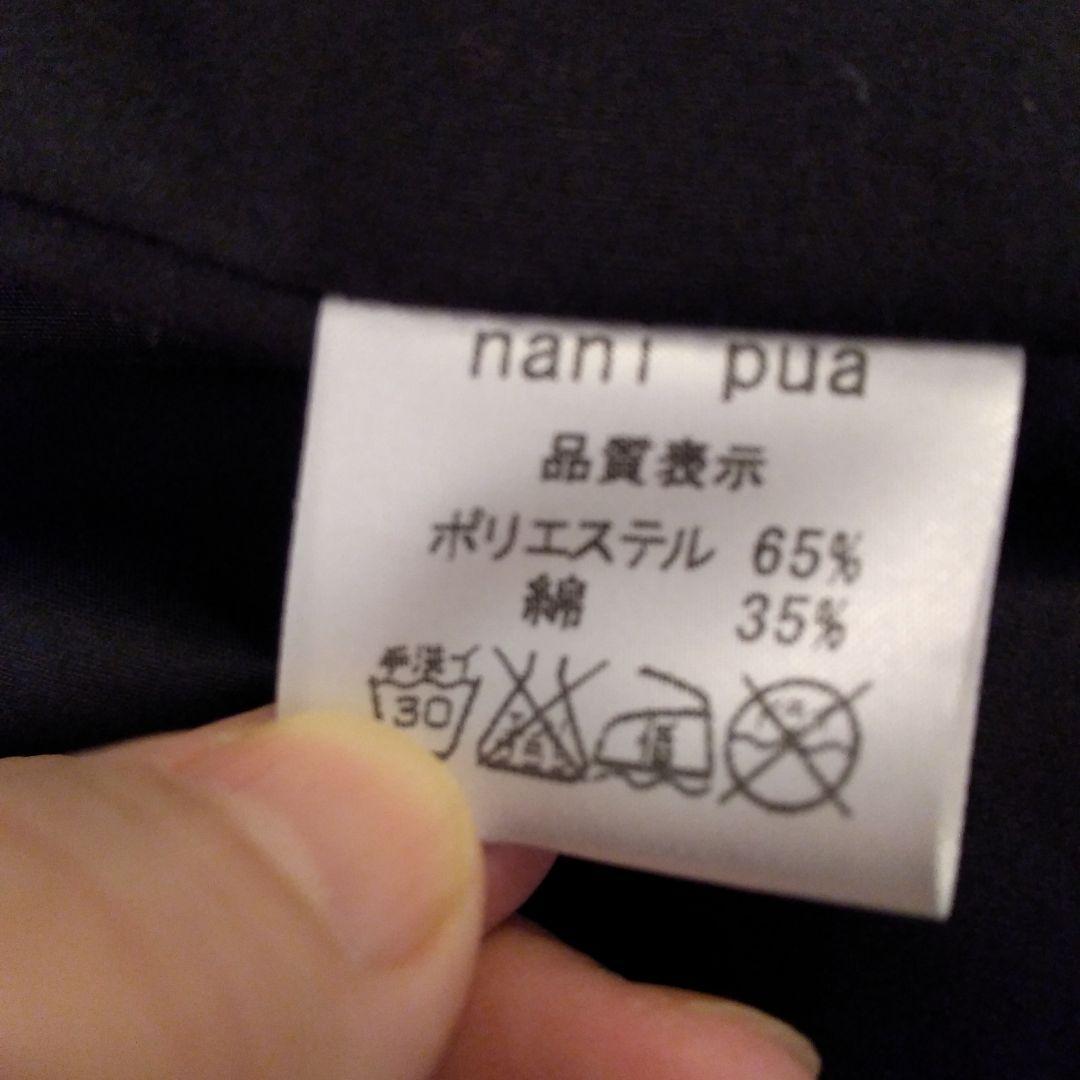 nani pua
品質表示
ポリエステル 65%
綿 35%
手洗イ
30
低